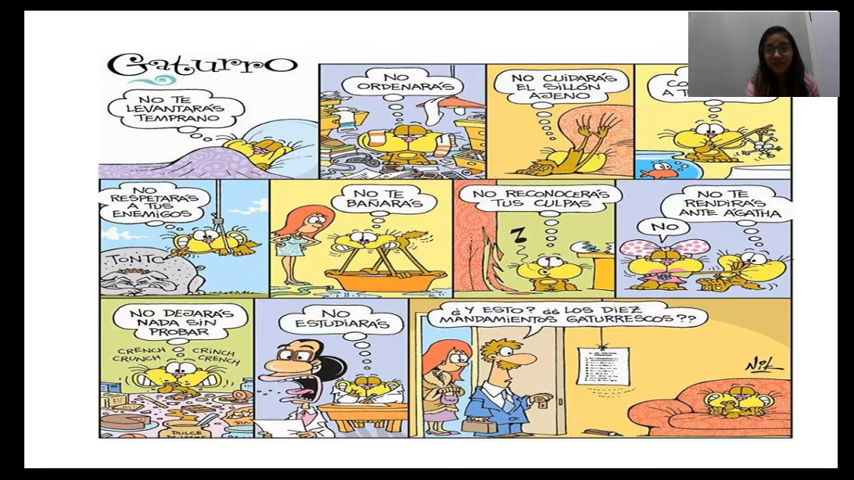 Gaturro
NO TE
LEVANTARÁS
TEMPRANO
NO
ORDENARÁS
NO CUIDARÁS
EL SILLÓN
AJENO
A T
NO
RESPETARÁS
A TUS
ENEMIGOS
TONTO
NO TE
BAÑARÁS
NO RECONOCERÁS
TUS CULPAS
Z
NO
NO TE
RENDIRÁS
ANTE ÁGATHA
NO DEJARÁS
NADA SIN
PROBAR
CRENCH CRINCH
CRUNCH CRENCH
DULCE
NO
ESTUDIARÁS
¿Y ESTO? ¿¿LOS DIEZ
MANDAMIENTOS GATURRESCOS??
NIK